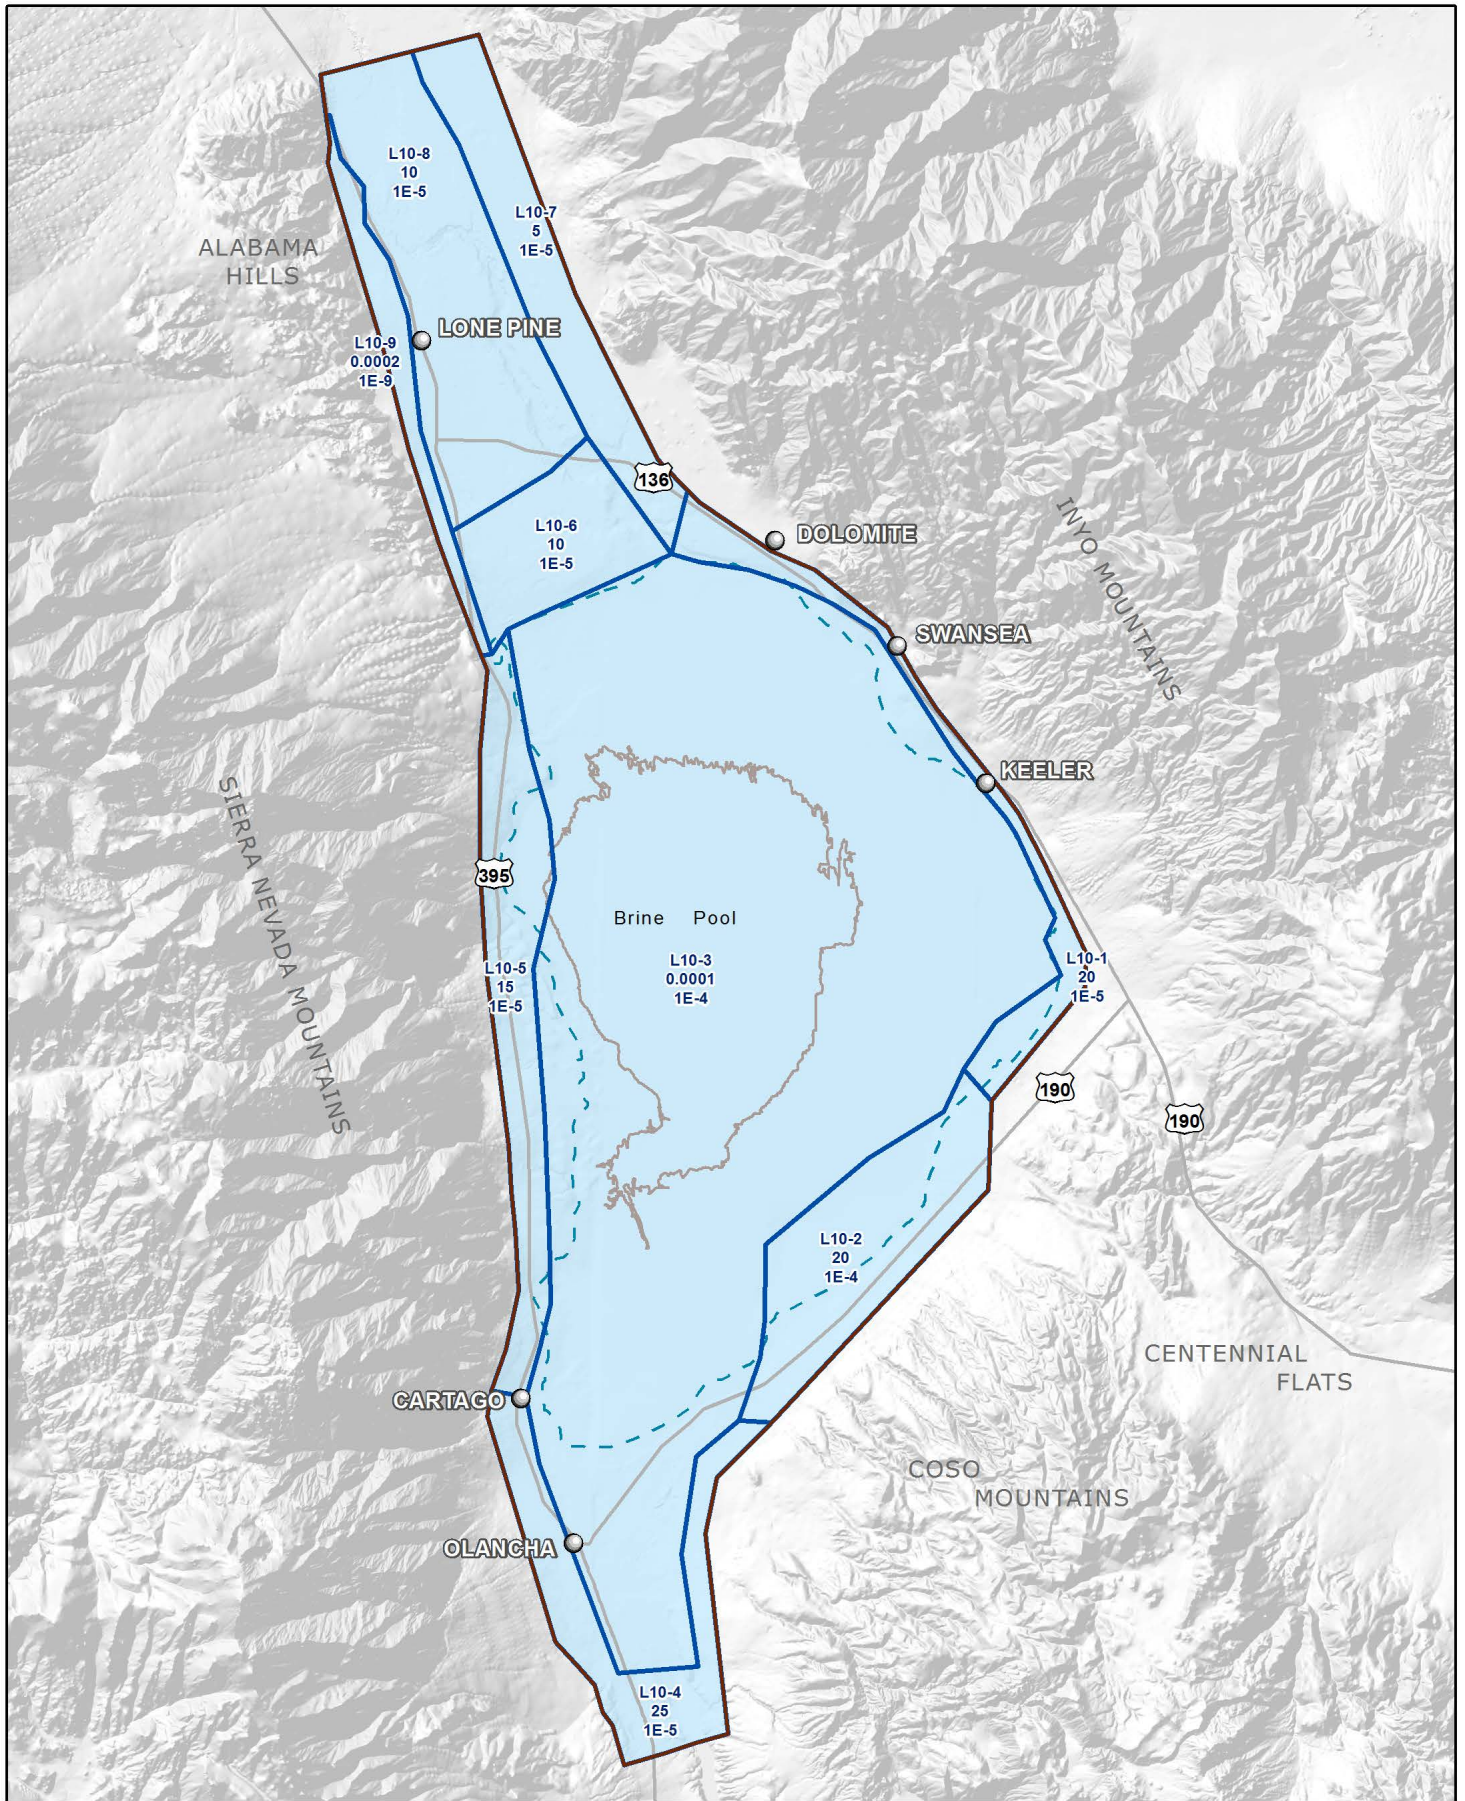 L10-8
10
1E-5
L10-7
5
1E-5
ALABAMA
HILLS
LONE PINE
L10-9
0.0002
1E-9
136
L10-6
10
1E-5
DOLOMITE
INYO MOUNTAINS
SWANSEA
KEELER
SIERRA NEVADA MOUNTAINS
395
Brine Pool
L10-3
0.0001
1E-4
L10-5
15
1E-5
L10-1
20
1E-5
190
190
L10-2
20
1E-4
CENTENNIAL
FLATS
CARTAGO
COSO
MOUNTAINS
OLANCHA
L10-4
25
1E-5